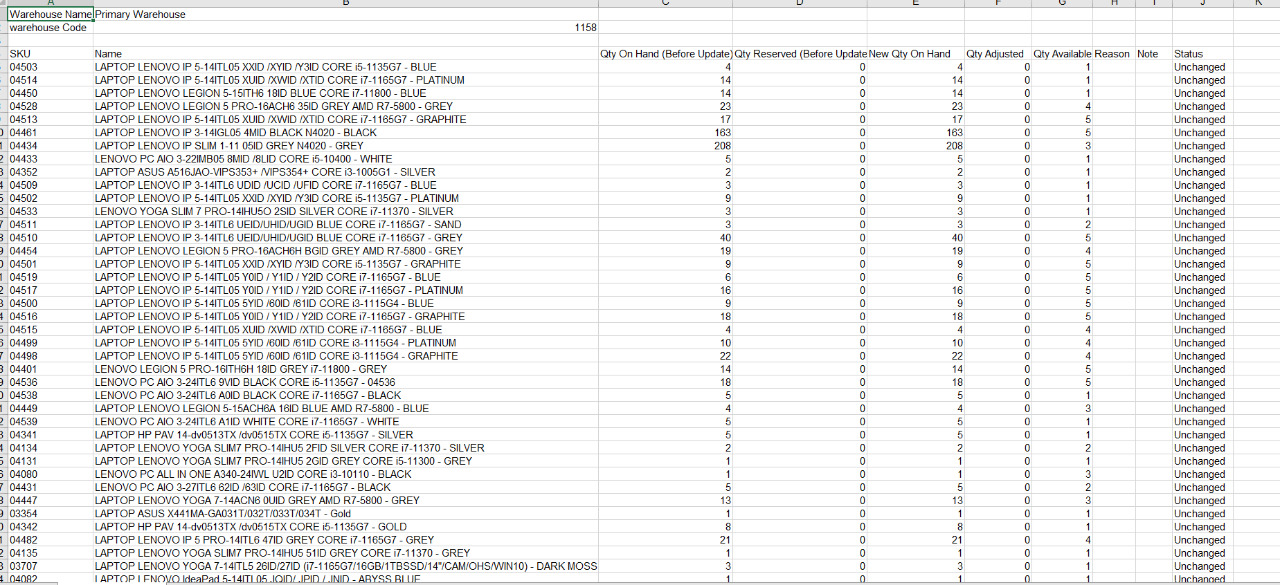 A B C D E F G H I J K
Warehouse Name Primary Warehouse
warehouse Code 1158
SKU Name Qty On Hand (Before Update) Qty Reserved (Before Update New Qty On Hand Qty Adjusted Qty Available Reason Note Status
04503 LAPTOP LENOVO IP 5-14ITL05 XXID /XYID /Y3ID CORE i5-1135G7 - BLUE 4 0 4 0 1 Unchanged
04514 LAPTOP LENOVO IP 5-14ITL05 XUID /XWID /XTID CORE i7-1165G7 - PLATINUM 14 0 14 0 1 Unchanged
04450 LAPTOP LENOVO LEGION 5-15ITH6 18ID BLUE CORE i7-11800 - BLUE 14 0 14 0 1 Unchanged
04528 LAPTOP LENOVO LEGION 5 PRO-16ACH6 35ID GREY AMD R7-5800 - GREY 23 0 23 0 4 Unchanged
04513 LAPTOP LENOVO IP 5-14ITL05 XUID /XWID /XTID CORE i7-1165G7 - GRAPHITE 17 0 17 0 5 Unchanged
04461 LAPTOP LENOVO IP 3-14IGL05 4MID BLACK N4020 - BLACK 163 0 163 0 5 Unchanged
04434 LAPTOP LENOVO IP SLIM 1-11 05ID GREY N4020 - GREY 208 0 208 0 3 Unchanged
04433 LENOVO PC AIO 3-22IMB05 8MID /8LID CORE i5-10400 - WHITE 5 0 5 0 1 Unchanged
04352 LAPTOP ASUS A516JAO-VIPS353+ /VIPS354+ CORE i3-1005G1 - SILVER 2 0 2 0 1 Unchanged
04509 LAPTOP LENOVO IP 3-14ITL6 UDID /UCID /UFID CORE i7-1165G7 - BLUE 3 0 3 0 1 Unchanged
04502 LAPTOP LENOVO IP 5-14ITL05 XXID /XYID /Y3ID CORE i5-1135G7 - PLATINUM 9 0 9 0 1 Unchanged
04533 LENOVO YOGA SLIM 7 PRO-14IHU5O 2SID SILVER CORE i7-11370 - SILVER 3 0 3 0 1 Unchanged
04511 LAPTOP LENOVO IP 3-14ITL6 UEID/UHID/UGID BLUE CORE i7-1165G7 - SAND 3 0 3 0 2 Unchanged
04510 LAPTOP LENOVO IP 3-14ITL6 UEID/UHID/UGID BLUE CORE i7-1165G7 - GREY 40 0 40 0 5 Unchanged
04454 LAPTOP LENOVO LEGION 5 PRO-16ACH6H BGID GREY AMD R7-5800 - GREY 19 0 19 0 4 Unchanged
04501 LAPTOP LENOVO IP 5-14ITL05 XXID /XYID /Y3ID CORE i5-1135G7 - GRAPHITE 9 0 9 0 5 Unchanged
04519 LAPTOP LENOVO IP 5-14ITL05 Y0ID / Y1ID / Y2ID CORE i7-1165G7 - BLUE 6 0 6 0 5 Unchanged
04517 LAPTOP LENOVO IP 5-14ITL05 Y0ID / Y1ID / Y2ID CORE i7-1165G7 - PLATINUM 16 0 16 0 5 Unchanged
04500 LAPTOP LENOVO IP 5-14ITL05 5YID /60ID /61ID CORE i3-1115G4 - BLUE 9 0 9 0 5 Unchanged
04516 LAPTOP LENOVO IP 5-14ITL05 Y0ID / Y1ID / Y2ID CORE i7-1165G7 - GRAPHITE 18 0 18 0 5 Unchanged
04515 LAPTOP LENOVO IP 5-14ITL05 XUID /XWID /XTID CORE i7-1165G7 - BLUE 4 0 4 0 4 Unchanged
04499 LAPTOP LENOVO IP 5-14ITL05 5YID /60ID /61ID CORE i3-1115G4 - PLATINUM 10 0 10 0 4 Unchanged
04498 LAPTOP LENOVO IP 5-14ITL05 5YID /60ID /61ID CORE i3-1115G4 - GRAPHITE 22 0 22 0 4 Unchanged
04401 LENOVO LEGION 5 PRO-16ITH6H 18ID GREY i7-11800 - GREY 14 0 14 0 5 Unchanged
04536 LENOVO PC AIO 3-24ITL6 9VID BLACK CORE i5-1135G7 - 04536 18 0 18 0 5 Unchanged
04538 LENOVO PC AIO 3-24ITL6 A0ID BLACK CORE i7-1165G7 - BLACK 5 0 5 0 1 Unchanged
04449 LAPTOP LENOVO LEGION 5-15ACH6A 16ID BLUE AMD R7-5800 - BLUE 4 0 4 0 3 Unchanged
04539 LENOVO PC AIO 3-24ITL6 A1ID WHITE CORE i7-1165G7 - WHITE 5 0 5 0 1 Unchanged
04341 LAPTOP HP PAV 14-dv0513TX /dv0515TX CORE i5-1135G7 - SILVER 5 0 5 0 1 Unchanged
04134 LAPTOP LENOVO YOGA SLIM7 PRO-14IHU5 2FID SILVER CORE i7-11370 - SILVER 2 0 2 0 2 Unchanged
04131 LAPTOP LENOVO YOGA SLIM7 PRO-14IHU5 2GID GREY CORE i5-11300 - GREY 1 0 1 0 1 Unchanged
04080 LENOVO PC ALL IN ONE A340-24IWL U2ID CORE i3-10110 - BLACK 1 0 1 0 3 Unchanged
04431 LENOVO PC AIO 3-27ITL6 62ID /63ID CORE i7-1165G7 - BLACK 5 0 5 0 2 Unchanged
04447 LAPTOP LENOVO YOGA 7-14ACN6 0UID GREY AMD R7-5800 - GREY 13 0 13 0 3 Unchanged
03354 LAPTOP ASUS X441MA-GA031T/032T/033T/034T - Gold 1 0 1 0 1 Unchanged
04342 LAPTOP HP PAV 14-dv0513TX /dv0515TX CORE i5-1135G7 - GOLD 8 0 8 0 1 Unchanged
04482 LAPTOP LENOVO IP 5 PRO-14ITL6 47ID GREY CORE i7-1165G7 - GREY 21 0 21 0 4 Unchanged
04135 LAPTOP LENOVO YOGA SLIM7 PRO-14IHU5 51ID GREY CORE i7-11370 - GREY 1 0 1 0 1 Unchanged
03707 LAPTOP LENOVO YOGA 7-14ITL5 26ID/27ID (i7-1165G7/16GB/1TBSSD/14"/CAM/OHS/WIN10) - DARK MOSS 3 0 3 0 1 Unchanged
04082 LAPTOP LENOVO IdeaPad 5-14ITL05 JQID/ JPID / JNID - ABYSS BLUE 1 0 1 0 1 Unchanged